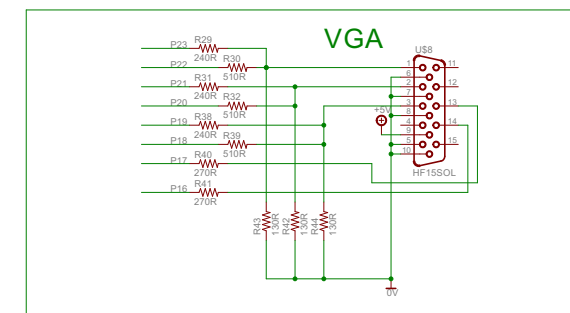 VGA
U$8
P23 R29
240R
P22 R30
510R
P21 R31
240R
P20 R32
510R
P19 R38
240R
P18 R39
510R
P17 R40
270R
P16 R41
270R
+5V
1 11
6
2 12
7
3 13
8
4 14
9
5 15
10
HF15SOL
R43 130R
R42 130R
R44 130R
0V